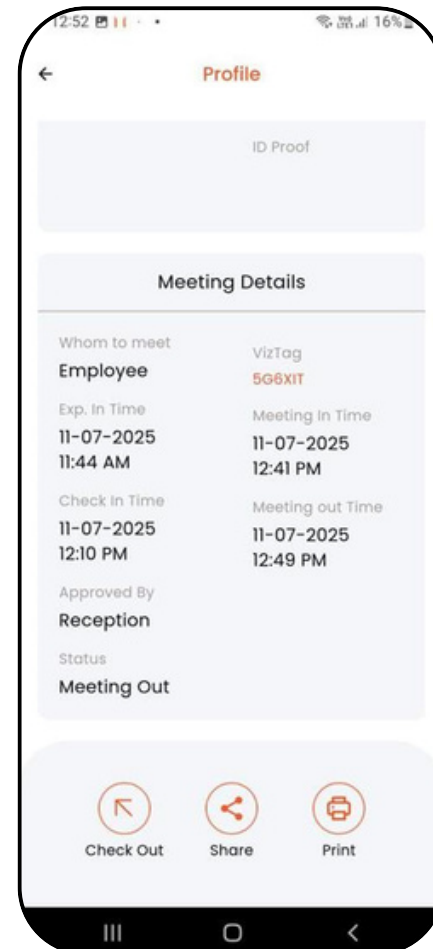 12:52 16%
Profile
ID Proof
Meeting Details
Whom to meet
Employee
VizTag
5G6XIT
Exp. In Time
11-07-2025
11:44 AM
Meeting In Time
11-07-2025
12:41 PM
Check In Time
11-07-2025
12:10 PM
Meeting out Time
11-07-2025
12:49 PM
Approved By
Reception
Status
Meeting Out
Check Out
Share
Print